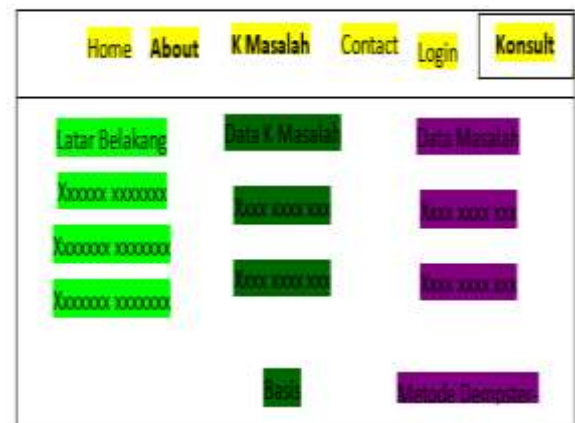 Home About K Masalah Contact Login Konsult
Latar Belakang Data K Masalah Data Masalah
Xxxxxx xxxxxxx Xxxx xxxx xxx Xxxx xxxx xxx
Xxxxxxx xxxxxxx Xxxx xxxx xxx Xxxx xxxx xxx
Xxxxxxx xxxxxxx
Basis Metode Dempster-